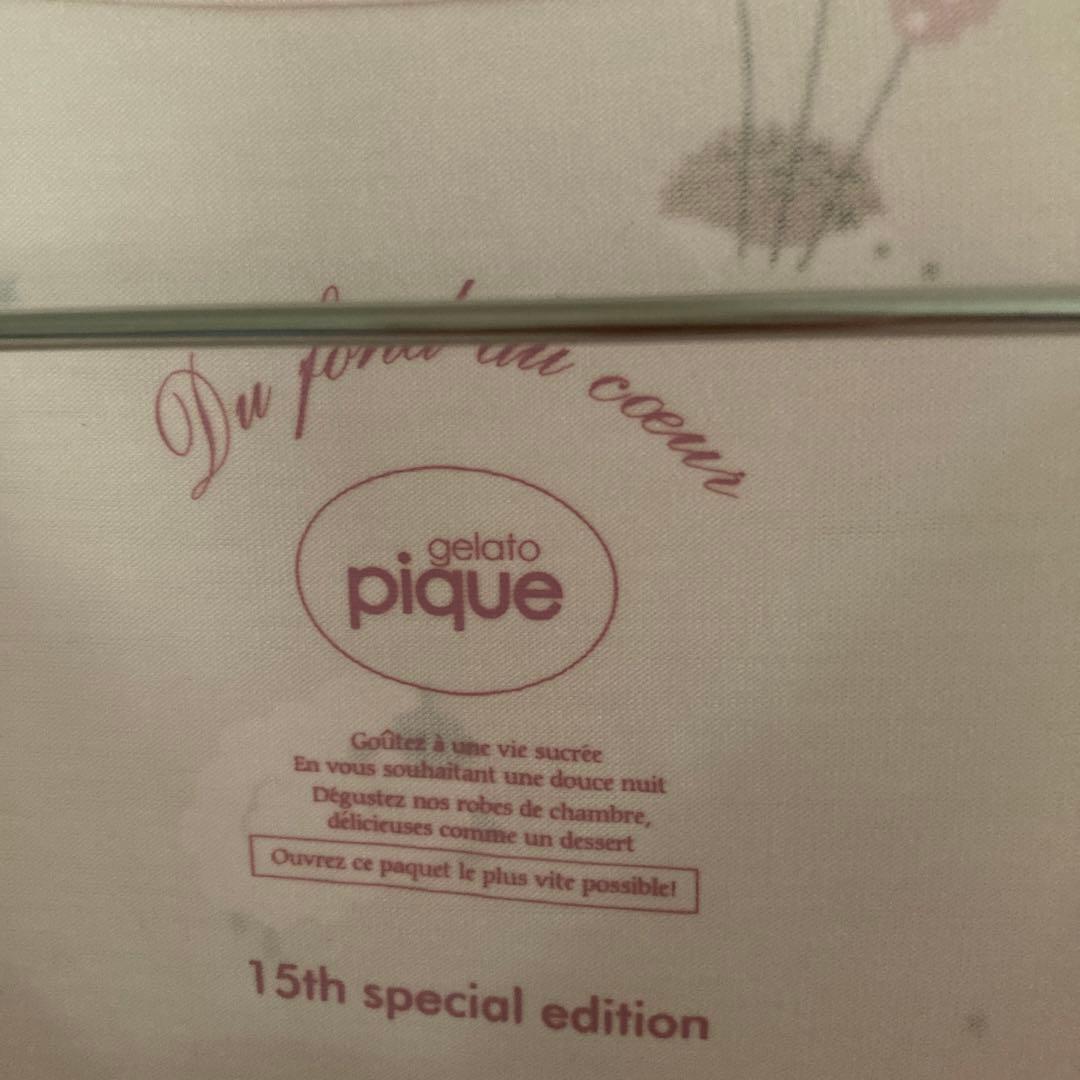 Du fond du cœur
gelato
pique
Goûtez à une vie sucrée
En vous souhaitant une douce nuit
Dégustez nos robes de chambre,
délicieuses comme un dessert
Ouvrez ce paquet le plus vite possible!
15th special edition